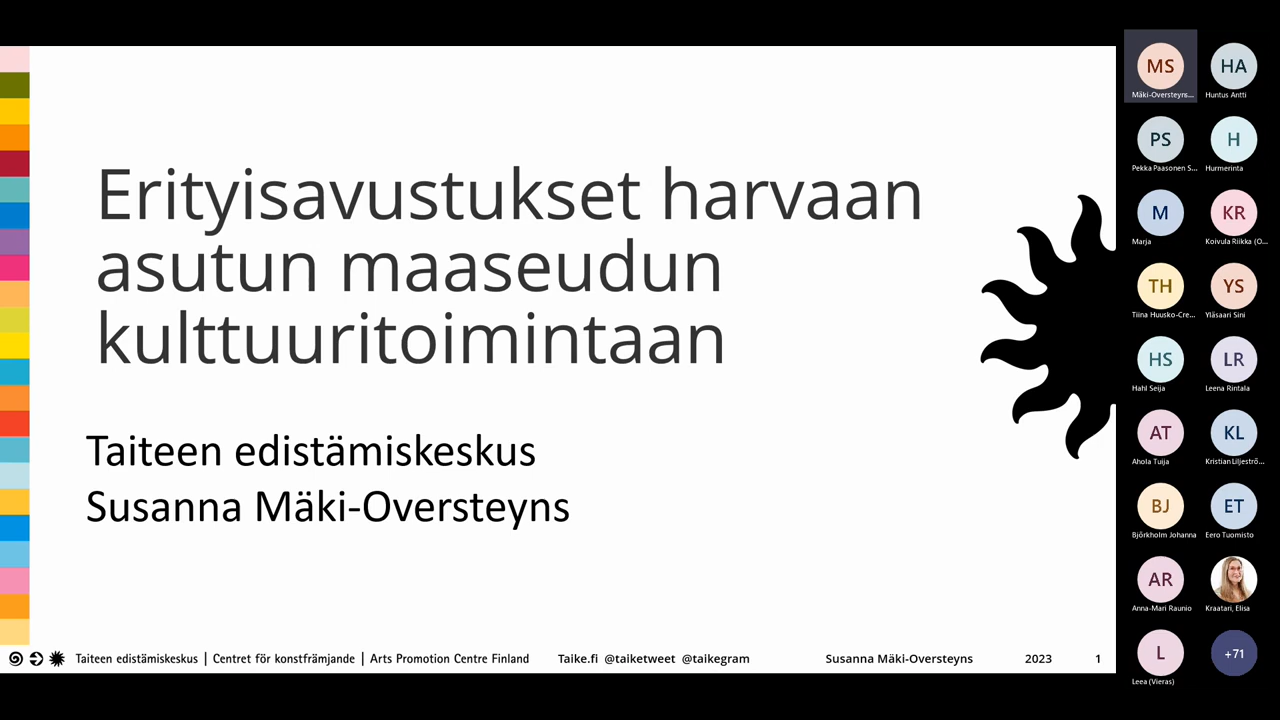 Erityisavustukset harvaan
asutun maaseudun
kulttuuritoimintaan
Taiteen edistämiskeskus
Susanna Mäki-Oversteyns
Taiteen edistämiskeskus | Centret för konstfrämjande | Arts Promotion Centre Finland
Taike.fi @taiketweet @taikegram
Susanna Mäki-Oversteyns
2023
1
MS
HA
Mäki-Oversteyns...
Huntus Antti
PS
H
Pekka Paasonen S...
Hurmerinta
M
KR
Marja
Koivula Riikka (O...
TH
YS
Tiina Huusko-Cre...
Yläsaari Sini
HS
LR
Hahl Seija
Leena Rintala
AT
KL
Ahola Tuija
Kristian Liljeströ...
BJ
ET
Björkholm Johanna
Eero Tuomisto
AR
Anna-Mari Raunio
Kraatari, Elisa
L
+71
Leea (Vieras)